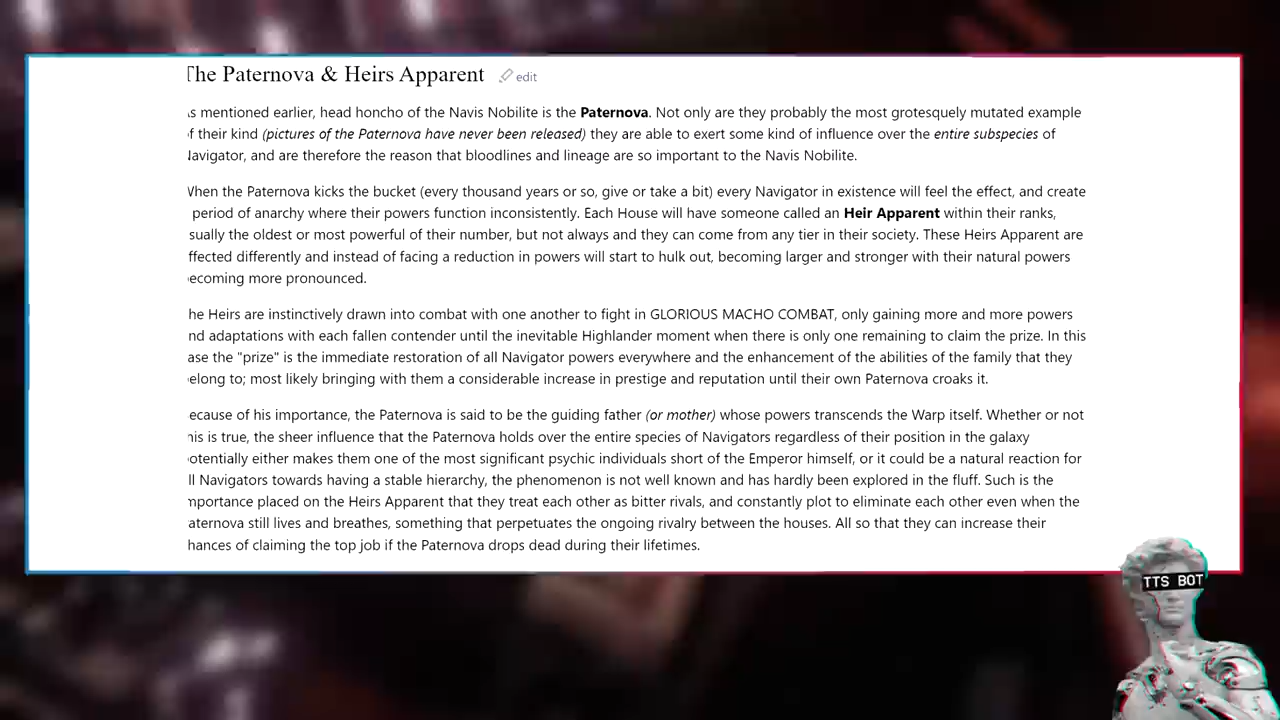 The Paternova & Heirs Apparent edit
s mentioned earlier, head honcho of the Navis Nobilite is the Paternova. Not only are they probably the most grotesquely mutated example
f their kind (pictures of the Paternova have never been released) they are able to exert some kind of influence over the entire subspecies of
avigator, and are therefore the reason that bloodlines and lineage are so important to the Navis Nobilite.
When the Paternova kicks the bucket (every thousand years or so, give or take a bit) every Navigator in existence will feel the effect, and create
period of anarchy where their powers function inconsistently. Each House will have someone called an Heir Apparent within their ranks,
sually the oldest or most powerful of their number, but not always and they can come from any tier in their society. These Heirs Apparent are
ffected differently and instead of facing a reduction in powers will start to hulk out, becoming larger and stronger with their natural powers
ecoming more pronounced.
he Heirs are instinctively drawn into combat with one another to fight in GLORIOUS MACHO COMBAT, only gaining more and more powers
nd adaptations with each fallen contender until the inevitable Highlander moment when there is only one remaining to claim the prize. In this
ase the "prize" is the immediate restoration of all Navigator powers everywhere and the enhancement of the abilities of the family that they
elong to; most likely bringing with them a considerable increase in prestige and reputation until their own Paternova croaks it.
ecause of his importance, the Paternova is said to be the guiding father (or mother) whose powers transcends the Warp itself. Whether or not
his is true, the sheer influence that the Paternova holds over the entire species of Navigators regardless of their position in the galaxy
otentially either makes them one of the most significant psychic individuals short of the Emperor himself, or it could be a natural reaction for
ll Navigators towards having a stable hierarchy, the phenomenon is not well known and has hardly been explored in the fluff. Such is the
mportance placed on the Heirs Apparent that they treat each other as bitter rivals, and constantly plot to eliminate each other even when the
aternova still lives and breathes, something that perpetuates the ongoing rivalry between the houses. All so that they can increase their
hances of claiming the top job if the Paternova drops dead during their lifetimes.
TTS BOT